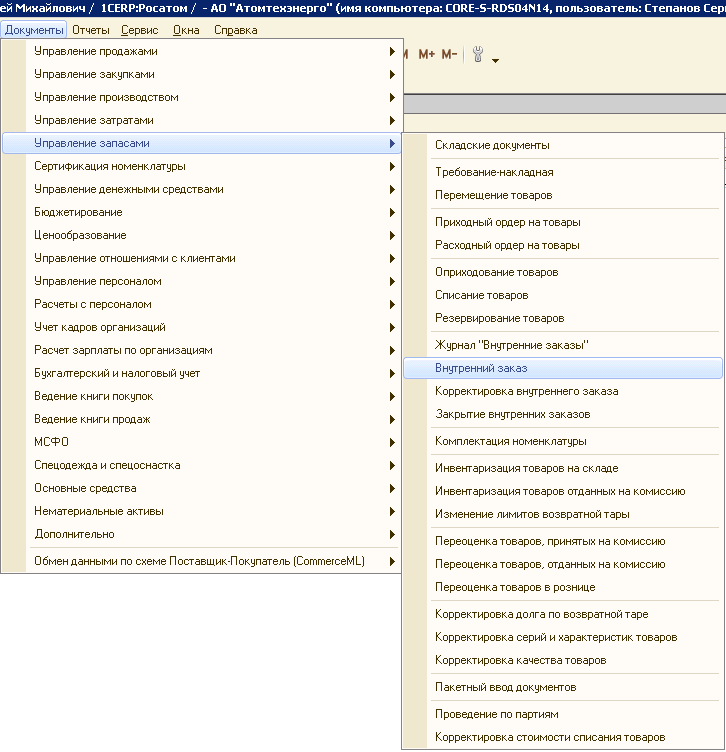 ей Михайлович / 1CERP:Росатом / - АО "Атомтехэнерго" (имя компьютера: CORE-S-RDS04N14, пользователь: Степанов Сер
Документы Отчеты Сервис Окна Справка
M+ M-
Управление продажами
Управление закупками
Управление производством
Управление затратами
Управление запасами
Сертификация номенклатуры
Управление денежными средствами
Бюджетирование
Ценообразование
Управление отношениями с клиентами
Управление персоналом
Расчеты с персоналом
Учет кадров организаций
Расчет зарплаты по организациям
Бухгалтерский и налоговый учет
Ведение книги покупок
Ведение книги продаж
МСФО
Спецодежда и спецоснастка
Основные средства
Нематериальные активы
Дополнительно
Обмен данными по схеме Поставщик-Покупатель (CommerceML)
Складские документы
Требование-накладная
Перемещение товаров
Приходный ордер на товары
Расходный ордер на товары
Оприходование товаров
Списание товаров
Резервирование товаров
Журнал "Внутренние заказы"
Внутренний заказ
Корректировка внутреннего заказа
Закрытие внутренних заказов
Комплектация номенклатуры
Инвентаризация товаров на складе
Инвентаризация товаров отданных на комиссию
Изменение лимитов возвратной тары
Переоценка товаров, принятых на комиссию
Переоценка товаров, отданных на комиссию
Переоценка товаров в рознице
Корректировка долга по возвратной таре
Корректировка серий и характеристик товаров
Корректировка качества товаров
Пакетный ввод документов
Проведение по партиям
Корректировка стоимости списания товаров